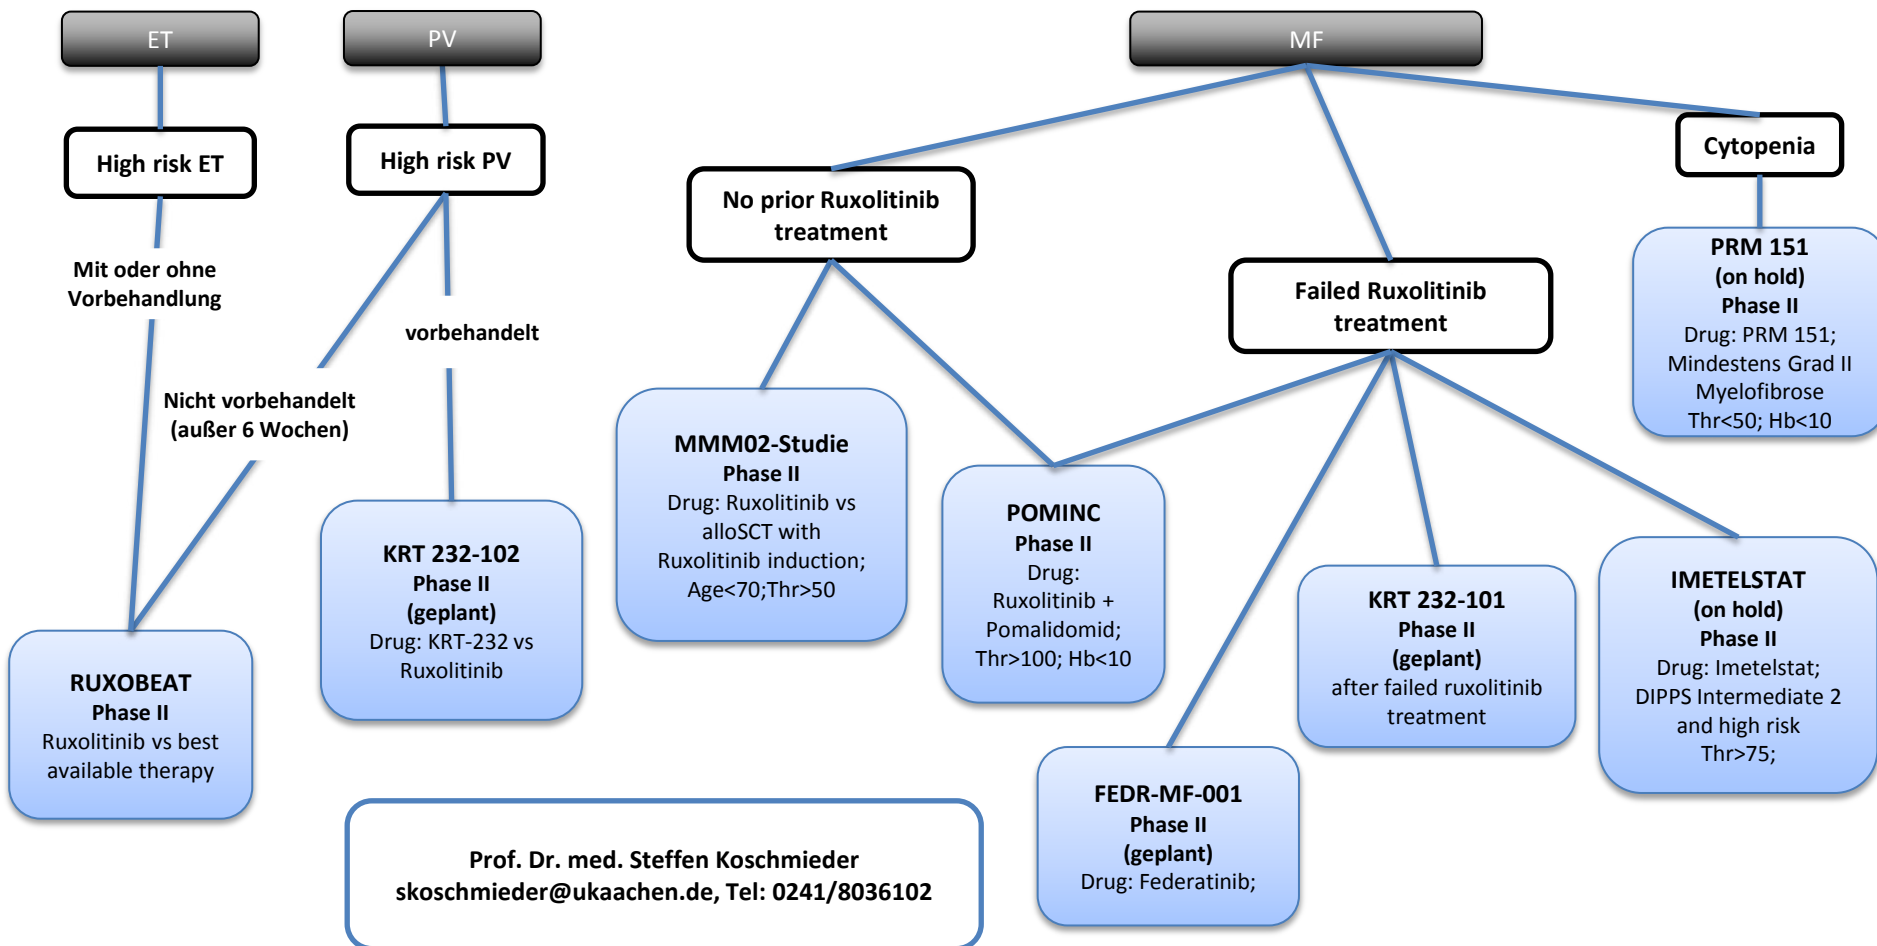 ET
PV
MF
High risk ET
High risk PV
Cytopenia
No prior Ruxolitinib
treatment
Failed Ruxolitinib
treatment
Mit oder ohne
Vorbehandlung
vorbehandelt
Nicht vorbehandelt
(außer 6 Wochen)
PRM 151
(on hold)
Phase II
Drug: PRM 151;
Mindestens Grad II
Myelofibrose
Thr<50; Hb<10
MMM02-Studie
Phase II
Drug: Ruxolitinib vs
alloSCT with
Ruxolitinib induction;
Age<70;Thr>50
POMINC
Phase II
Drug:
Ruxolitinib +
Pomalidomid;
Thr>100; Hb<10
KRT 232-102
Phase II
(geplant)
Drug: KRT-232 vs
Ruxolitinib
KRT 232-101
Phase II
(geplant)
after failed ruxolitinib
treatment
IMETELSTAT
(on hold)
Phase II
Drug: Imetelstat;
DIPPS Intermediate 2
and high risk
Thr>75;
RUXOBEAT
Phase II
Ruxolitinib vs best
available therapy
FEDR-MF-001
Phase II
(geplant)
Drug: Federatinib;
Prof. Dr. med. Steffen Koschmieder
skoschmieder@ukaachen.de, Tel: 0241/8036102